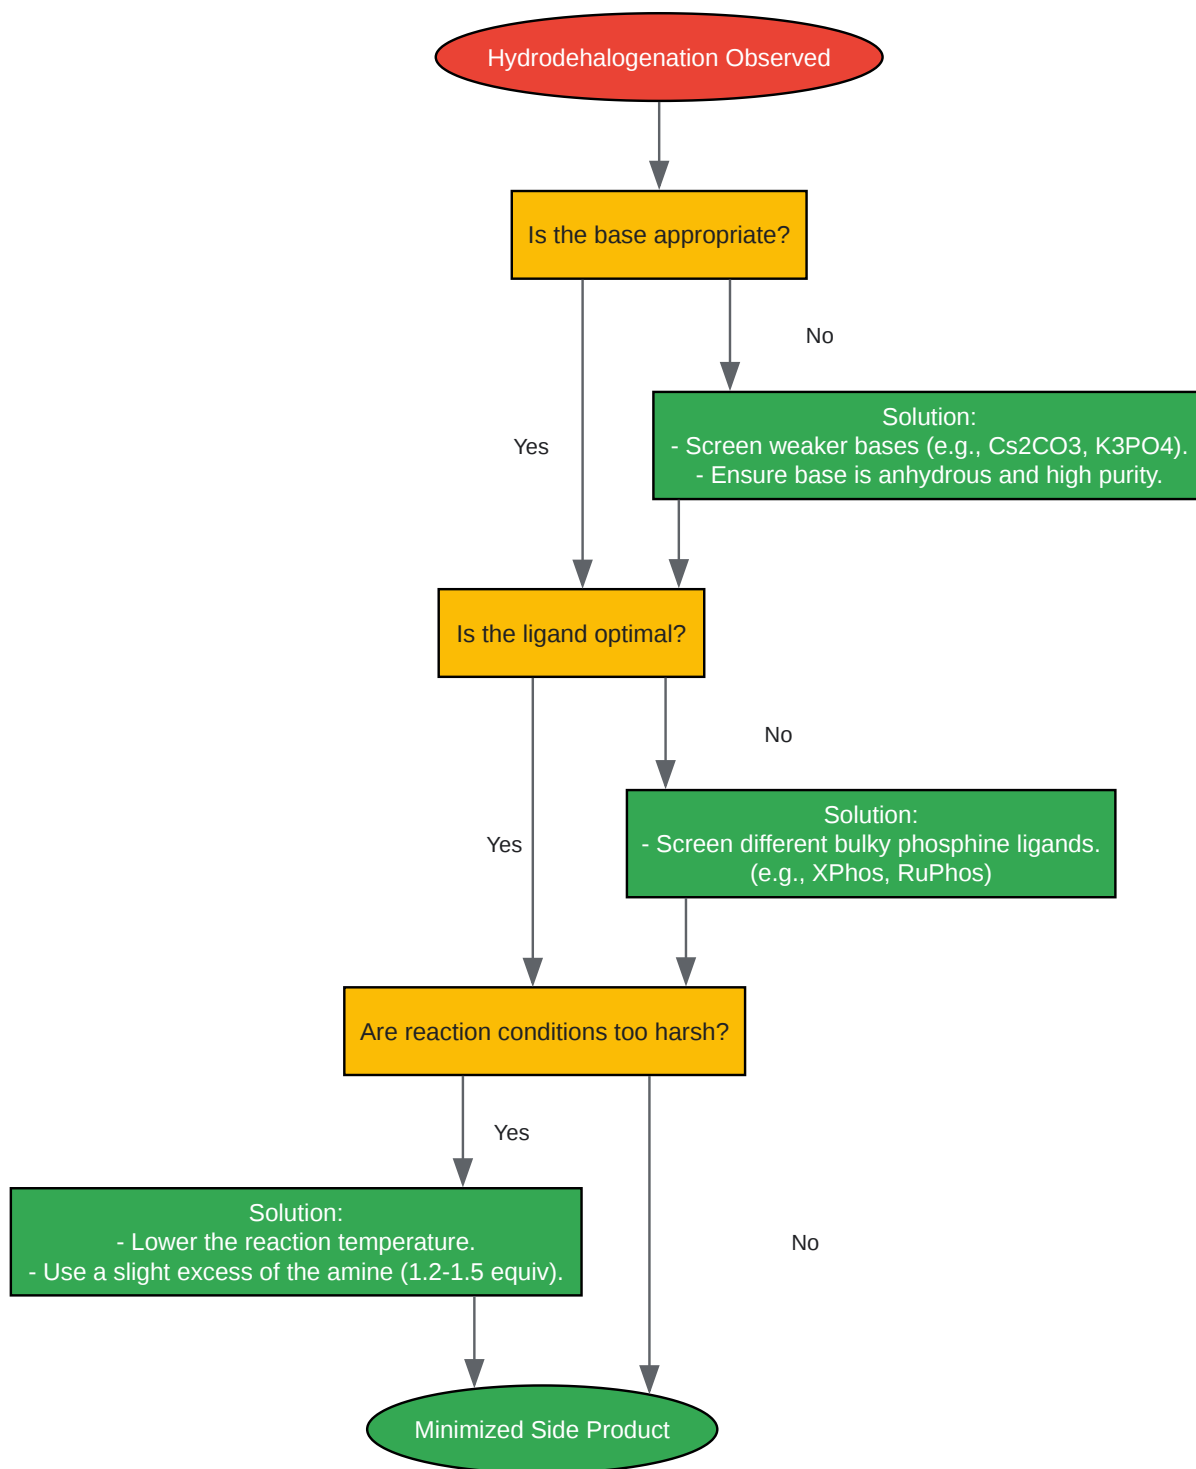 Hydrodehalogenation Observed
Is the base appropriate?
No
Yes
Solution:
- Screen weaker bases (e.g., Cs2CO3, K3PO4).
- Ensure base is anhydrous and high purity.
Is the ligand optimal?
No
Yes
Solution:
- Screen different bulky phosphine ligands.
(e.g., XPhos, RuPhos)
Are reaction conditions too harsh?
Yes
No
Solution:
- Lower the reaction temperature.
- Use a slight excess of the amine (1.2-1.5 equiv).
Minimized Side Product